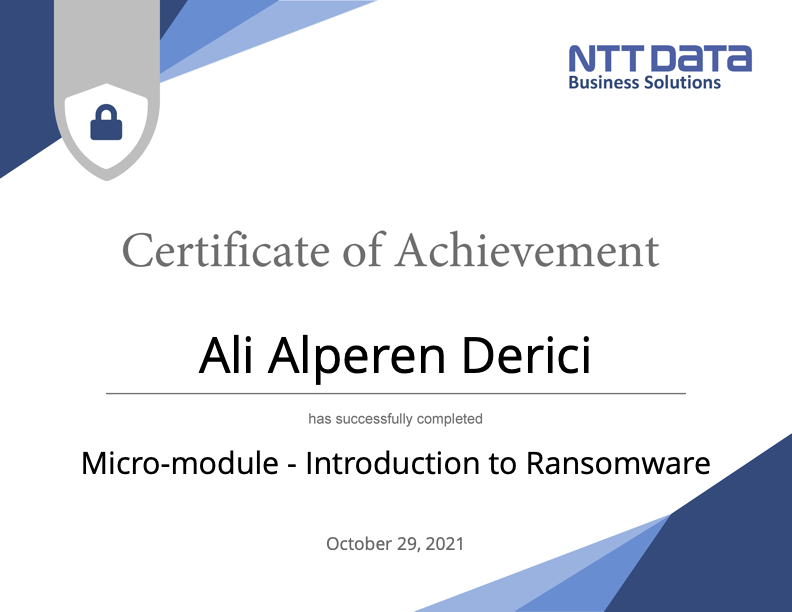 NTT DATA
Business Solutions
Certificate of Achievement
Ali Alperen Derici
has successfully completed
Micro-module - Introduction to Ransomware
October 29, 2021